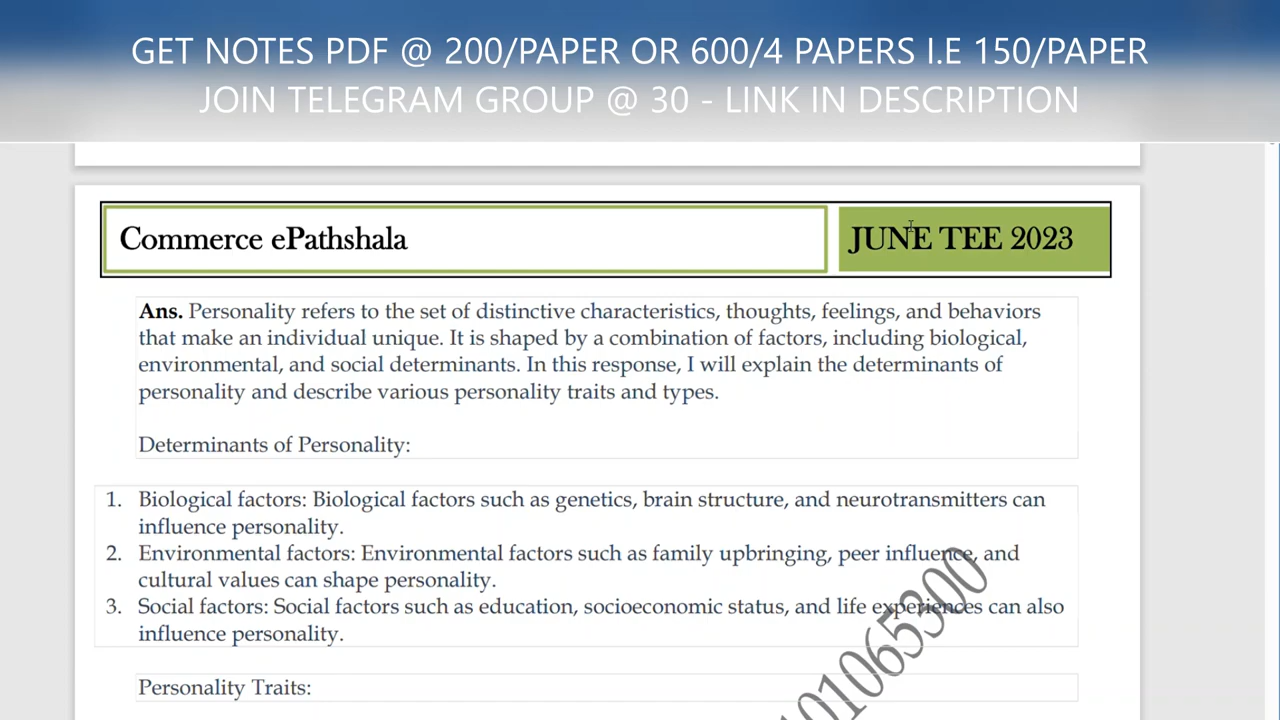 GET NOTES PDF @ 200/PAPER OR 600/4 PAPERS I.E 150/PAPER
JOIN TELEGRAM GROUP @ 30 - LINK IN DESCRIPTION
Commerce ePathshala
JUNE TEE 2023
Ans. Personality refers to the set of distinctive characteristics, thoughts, feelings, and behaviors
that make an individual unique. It is shaped by a combination of factors, including biological,
environmental, and social determinants. In this response, I will explain the determinants of
personality and describe various personality traits and types.
Determinants of Personality:
1. Biological factors: Biological factors such as genetics, brain structure, and neurotransmitters can
influence personality.
2. Environmental factors: Environmental factors such as family upbringing, peer influence, and
cultural values can shape personality.
3. Social factors: Social factors such as education, socioeconomic status, and life experiences can also
influence personality.
Personality Traits: